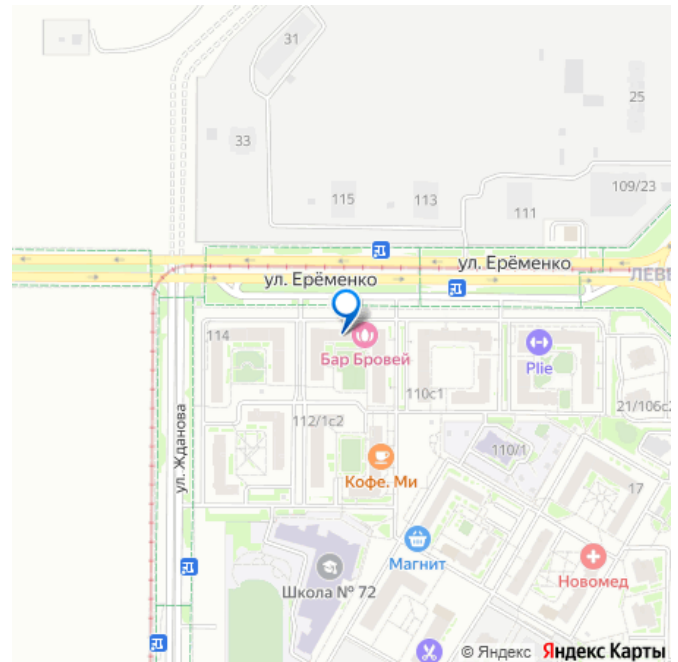 31
25
33
115
113
109/23
111
ул. Ерёменко
ул. Ерёменко
114
Бар Бровей
Plie
110с1
21/106с2
112/1с2
ул. Жданова
110/1
Кофе. Ми
17
Магнит
Новомед
Школа № 72
© Яндекс Яндекс Карты